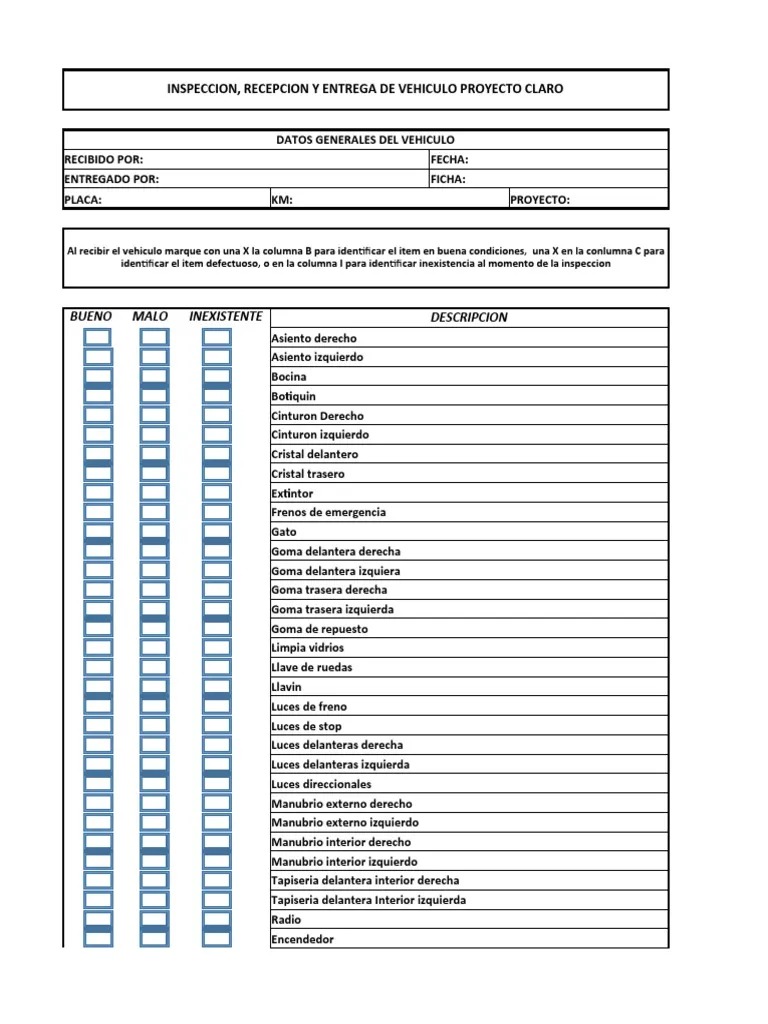 INSPECCION, RECEPCION Y ENTREGA DE VEHICULO PROYECTO CLARO
DATOS GENERALES DEL VEHICULO
RECIBIDO POR: FECHA:
ENTREGADO POR: FICHA:
PLACA: KM: PROYECTO:
Al recibir el vehiculo marque con una X la columna B para identificar el item en buena condiciones, una X en la conlumna C para
identificar el item defectuoso, o en la columna I para identificar inexistencia al momento de la inspeccion
BUENO MALO INEXISTENTE DESCRIPCION
Asiento derecho
Asiento izquierdo
Bocina
Botiquin
Cinturon Derecho
Cinturon izquierdo
Cristal delantero
Cristal trasero
Extintor
Frenos de emergencia
Gato
Goma delantera derecha
Goma delantera izquiera
Goma trasera derecha
Goma trasera izquierda
Goma de repuesto
Limpia vidrios
Llave de ruedas
Llavin
Luces de freno
Luces de stop
Luces delanteras derecha
Luces delanteras izquierda
Luces direccionales
Manubrio externo derecho
Manubrio externo izquierdo
Manubrio interior derecho
Manubrio interior izquierdo
Tapiseria delantera interior derecha
Tapiseria delantera Interior izquierda
Radio
Encendedor